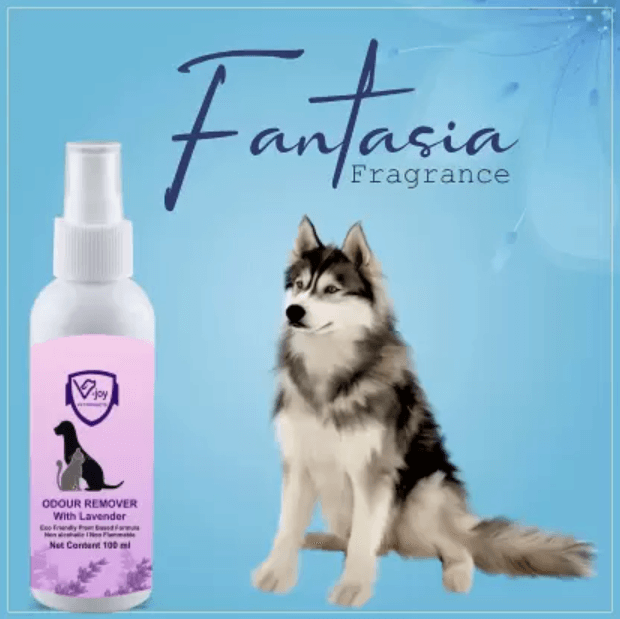 Fantasia
Fragrance
V-joy
ODOUR REMOVER
With Lavender
Eco Friendly Plant Based Formula
Non alcoholic / Non Flammable
Net Content 100 ml